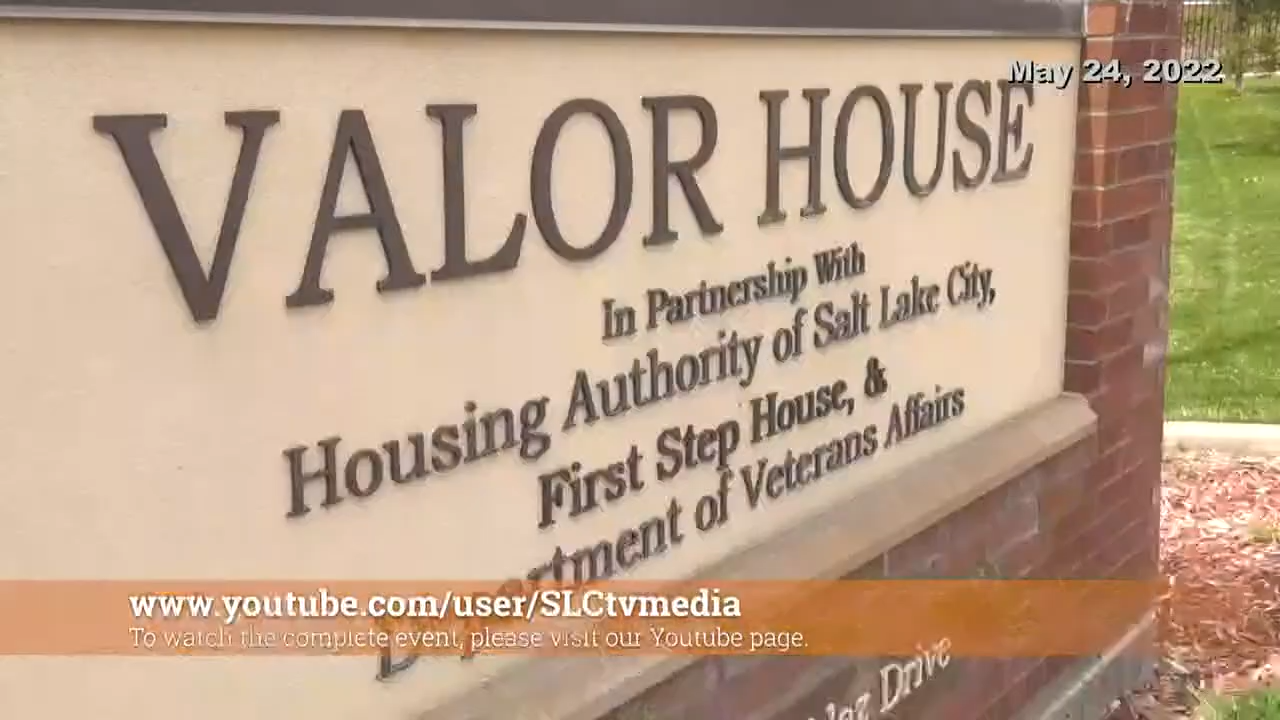 May 24, 2022
VALOR HOUSE
In Partnership With
Housing Authority of Salt Lake City,
First Step House, &
Department of Veterans Affairs
www.youtube.com/user/SLCtvmedia
To watch the complete event, please visit our Youtube page.
Drive